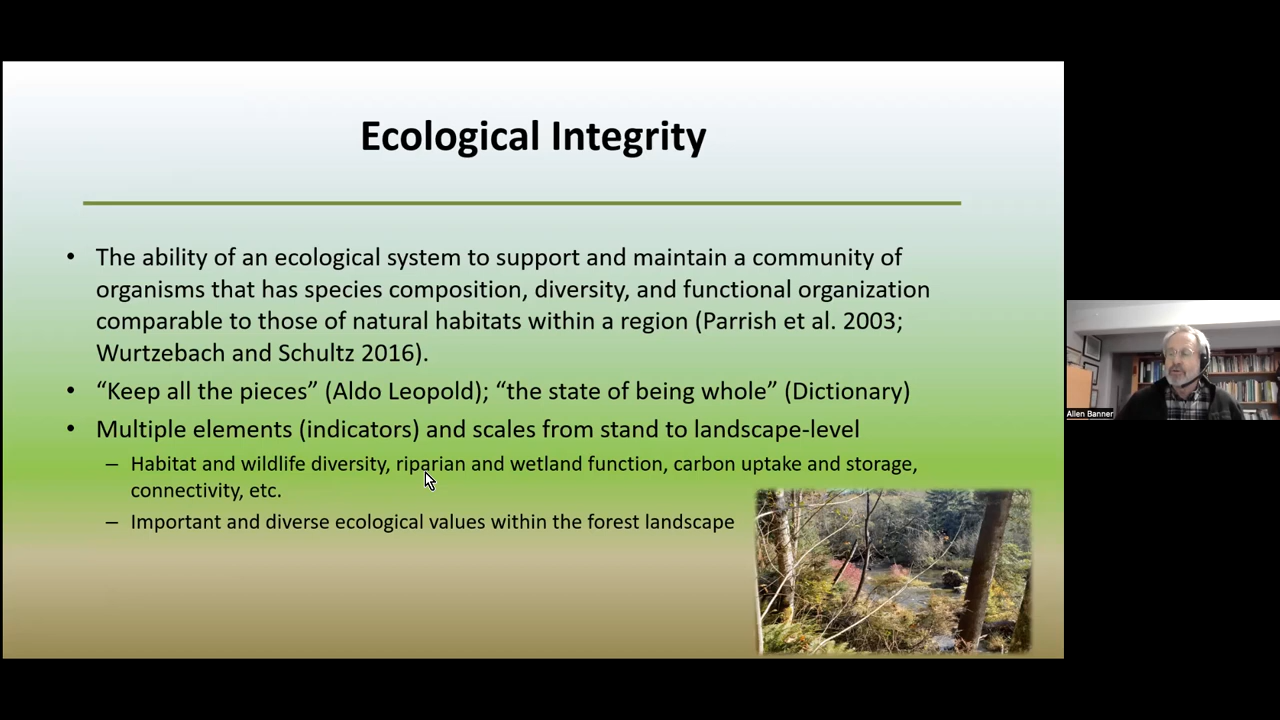 Ecological Integrity
• The ability of an ecological system to support and maintain a community of
organisms that has species composition, diversity, and functional organization
comparable to those of natural habitats within a region (Parrish et al. 2003;
Wurtzebach and Schultz 2016).
• “Keep all the pieces” (Aldo Leopold); “the state of being whole” (Dictionary)
• Multiple elements (indicators) and scales from stand to landscape-level
– Habitat and wildlife diversity, riparian and wetland function, carbon uptake and storage,
connectivity, etc.
– Important and diverse ecological values within the forest landscape
Allen Banner